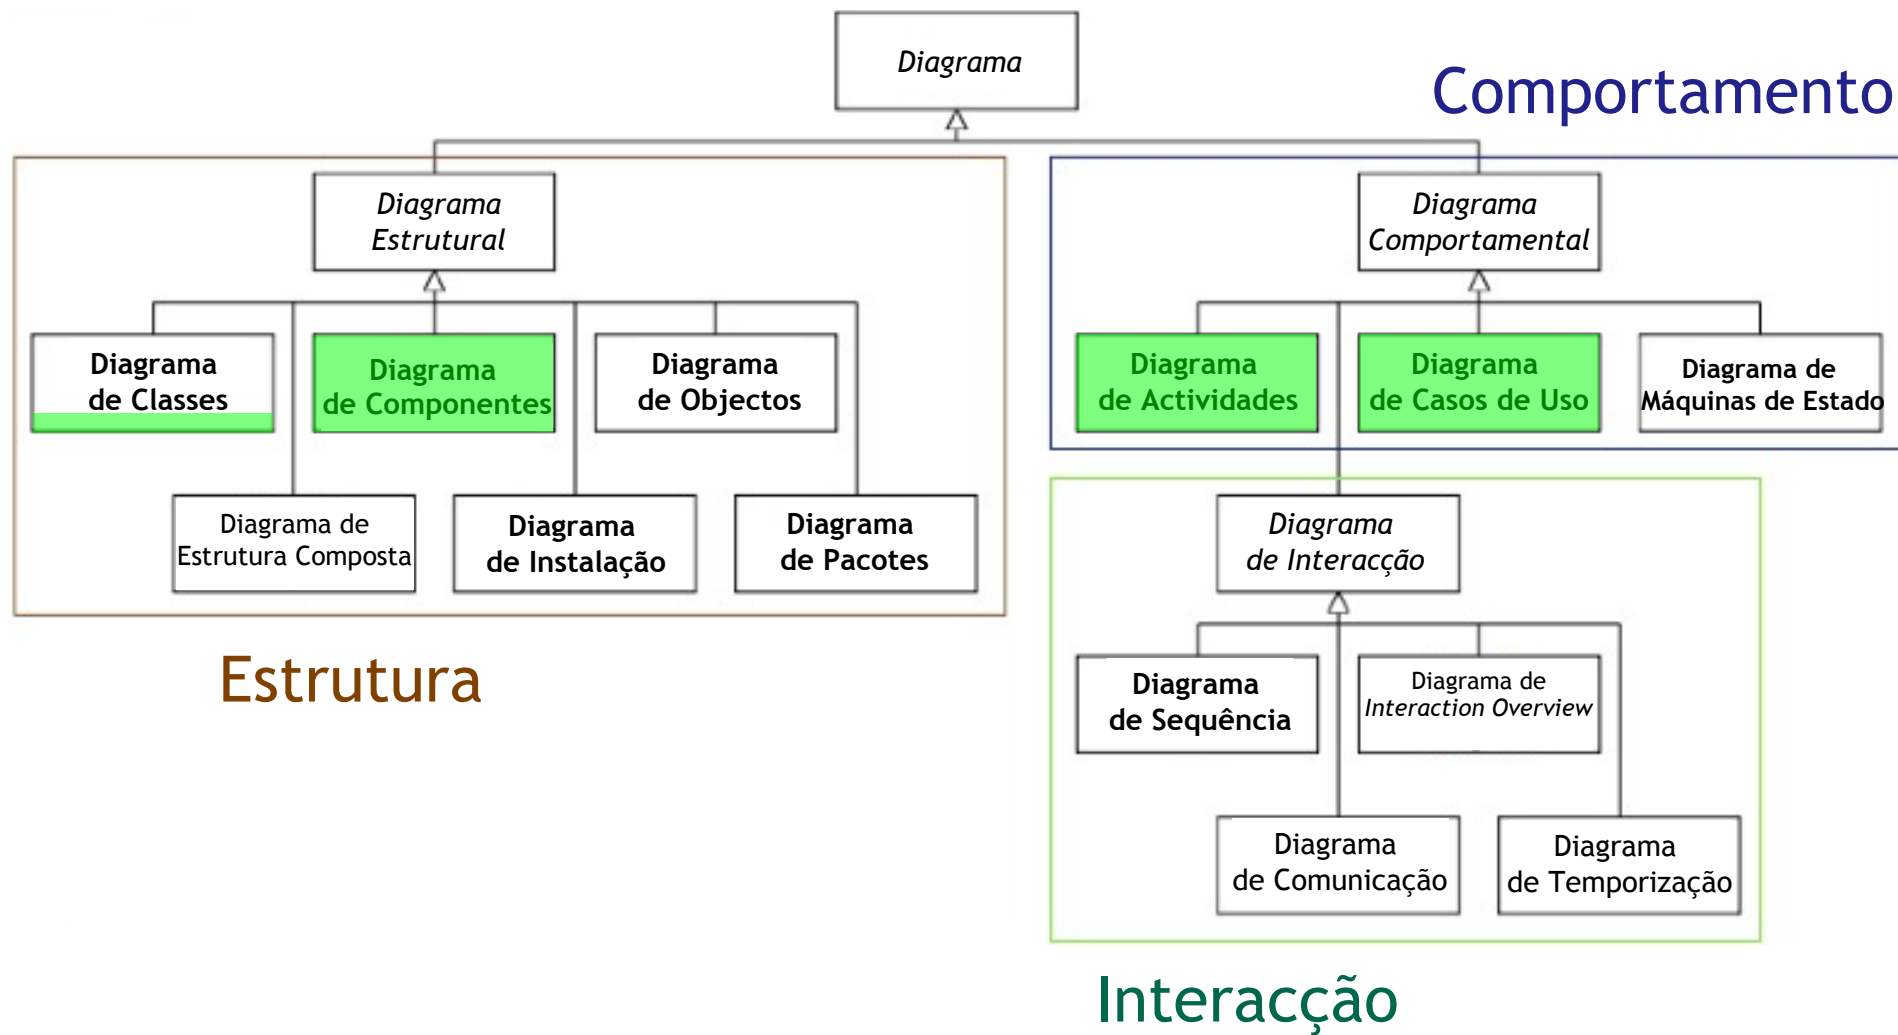 Diagrama
Comportamento
Diagrama
Estrutural
Diagrama
Comportamental
Diagrama
de Classes
Diagrama
de Componentes
Diagrama
de Objectos
Diagrama
de Actividades
Diagrama
de Casos de Uso
Diagrama de
Máquinas de Estado
Diagrama de
Estrutura Composta
Diagrama
de Instalação
Diagrama
de Pacotes
Diagrama
de Interacção
Estrutura
Diagrama
de Sequência
Diagrama de
Interaction Overview
Diagrama
de Comunicação
Diagrama
de Temporização
Interacção